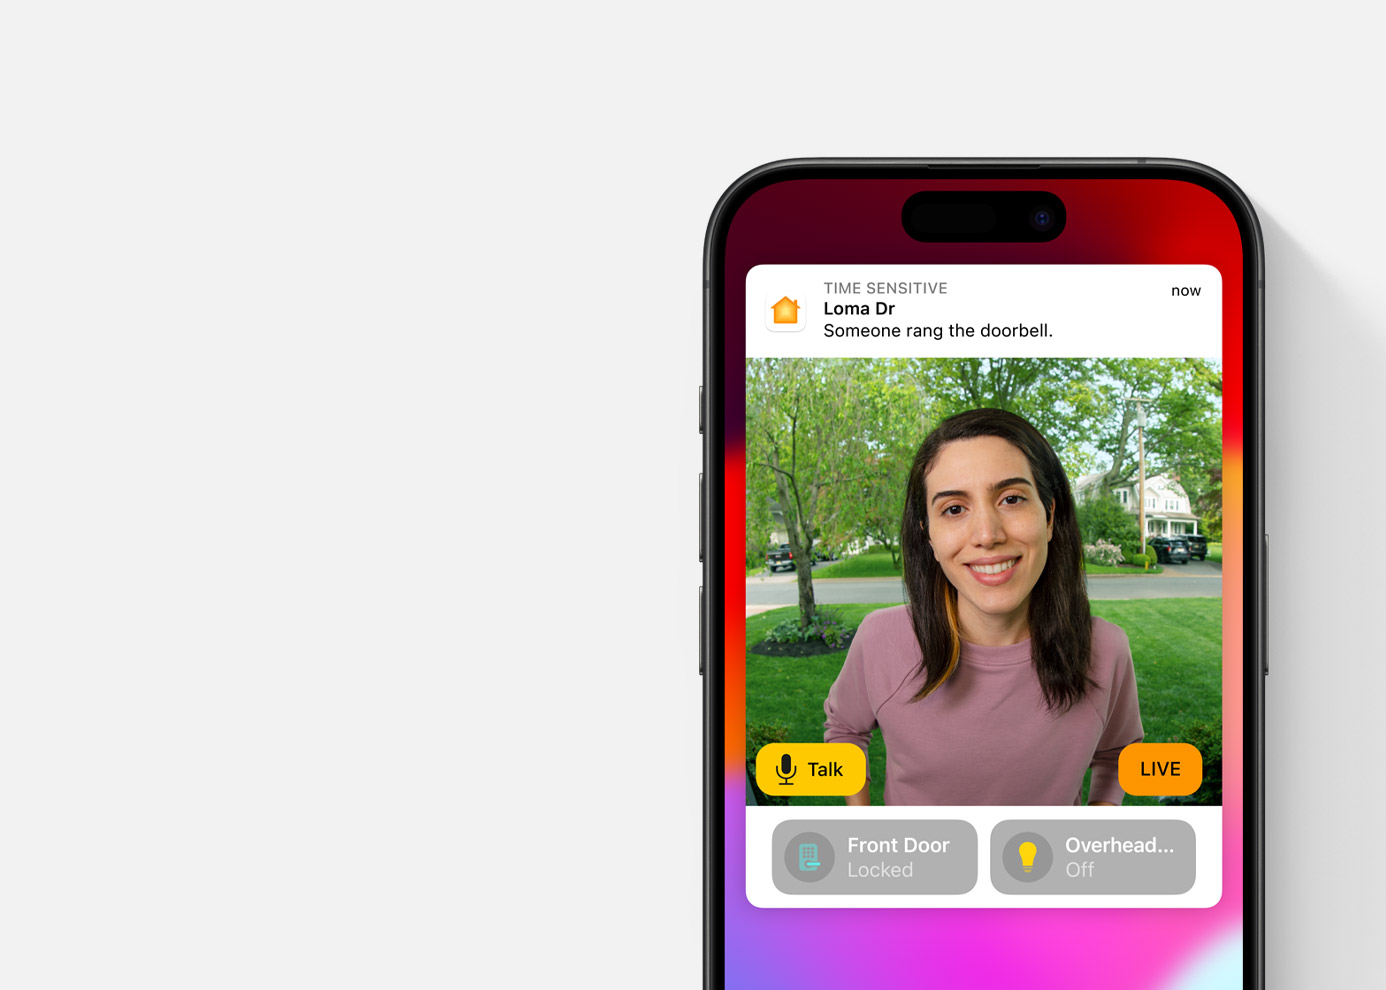 TIME SENSITIVE
now
Loma Dr
Someone rang the doorbell.
Talk
LIVE
Front Door
Locked
Overhead...
Off